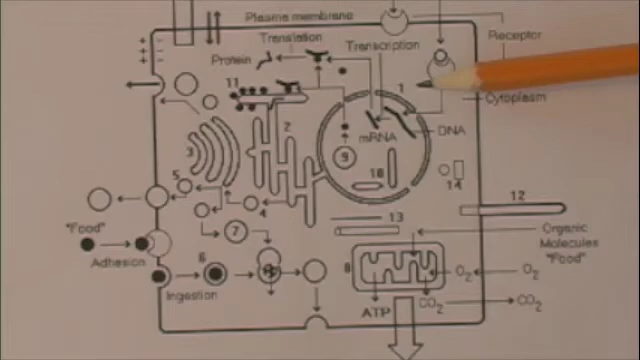 Plasma membrane
Receptor
Translation
Transcription
Protein
11
1
Cytoplasm
2
mRNA
DNA
3
9
10
5
14
4
12
"Food"
7
13
Organic
Molecules
"Food"
Adhesion
6
8
O2
O2
Ingestion
ATP
CO2
CO2